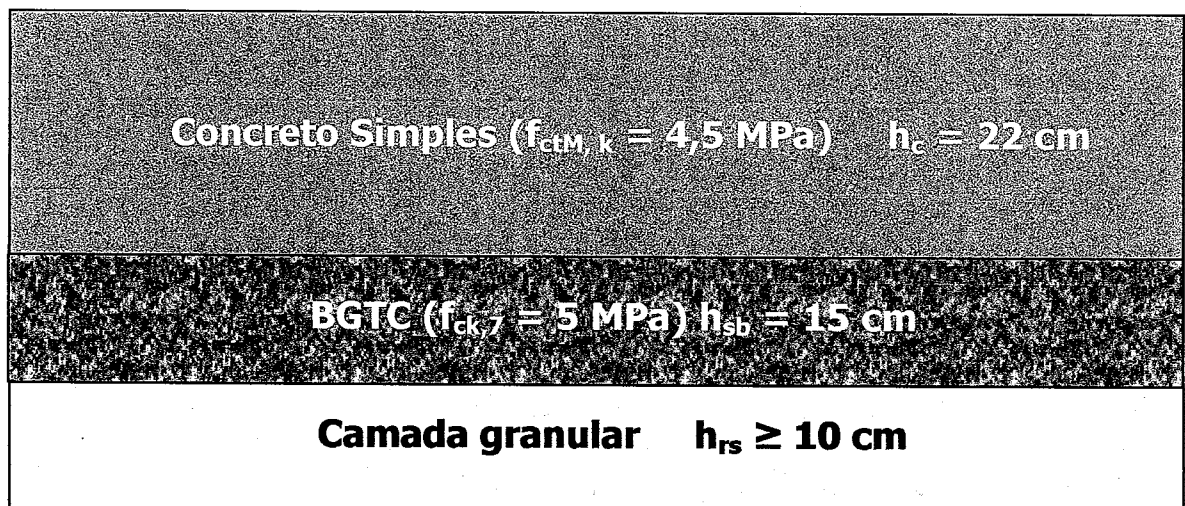 Concreto Simples (fctM, k = 4,5 MPa) hc = 22 cm
BGTC (fck,7 = 5 MPa) hsb = 15 cm
Camada granular hrs ≥ 10 cm